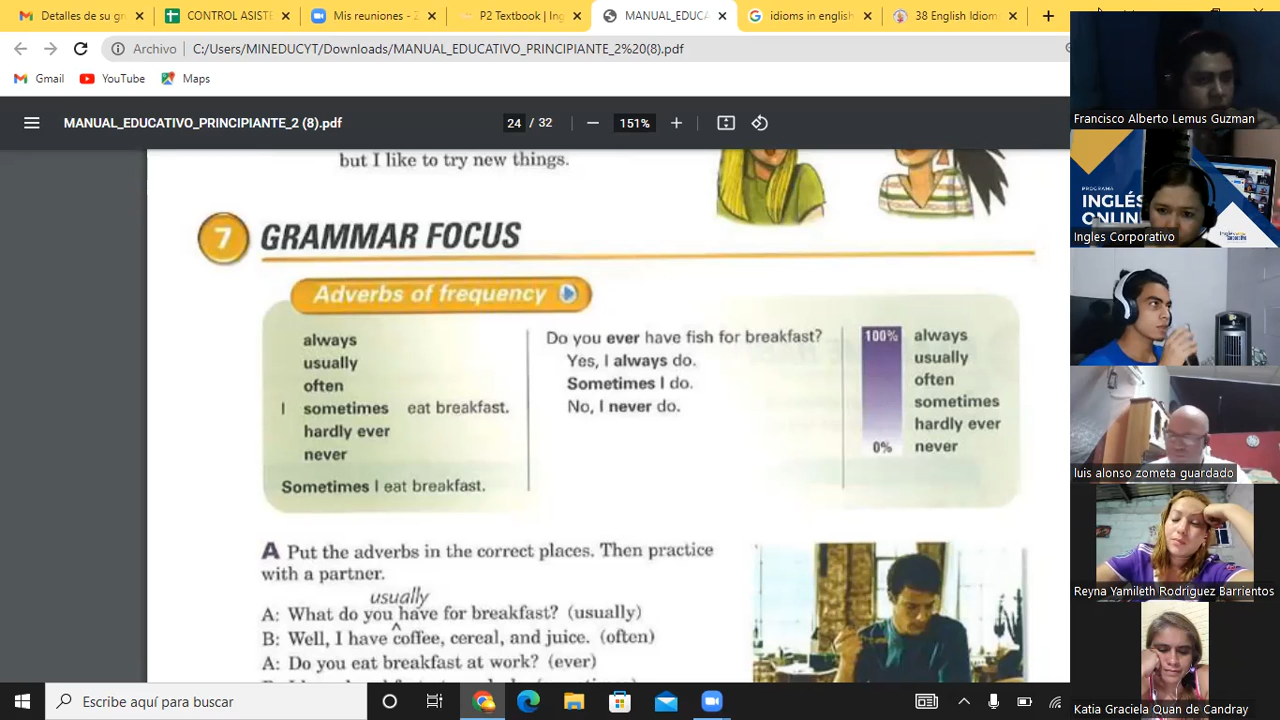 Detalles de su gr
CONTROL ASIST
Mis reuniones - Z
P2 Textbook | Ing
MANUAL_EDUCA
idioms in english
38 English Idiom
Archivo
C:/Users/MINEDUCYT/Downloads/MANUAL_EDUCATIVO_PRINCIPIANTE_2%20(8).pdf
Gmail
YouTube
Maps
MANUAL_EDUCATIVO_PRINCIPIANTE_2 (8).pdf
24 / 32
151%
but I like to try new things.
7 GRAMMAR FOCUS
Adverbs of frequency
always
usually
often
I sometimes eat breakfast.
hardly ever
never
Sometimes I eat breakfast.
Do you ever have fish for breakfast?
Yes, I always do.
Sometimes I do.
No, I never do.
100% always
usually
often
sometimes
hardly ever
0% never
A Put the adverbs in the correct places. Then practice
with a partner.
usually
A: What do you have for breakfast? (usually)
^
B: Well, I have coffee, cereal, and juice. (often)
A: Do you eat breakfast at work? (ever)
Francisco Alberto Lemus Guzman
PROGRAMA
INGLÉS
ONLINE
Ingles Corporativo
luis alonso zometa guardado
Reyna Yamileth Rodriguez Barrientos
Katia Graciela Quan de Candray
Escribe aquí para buscar